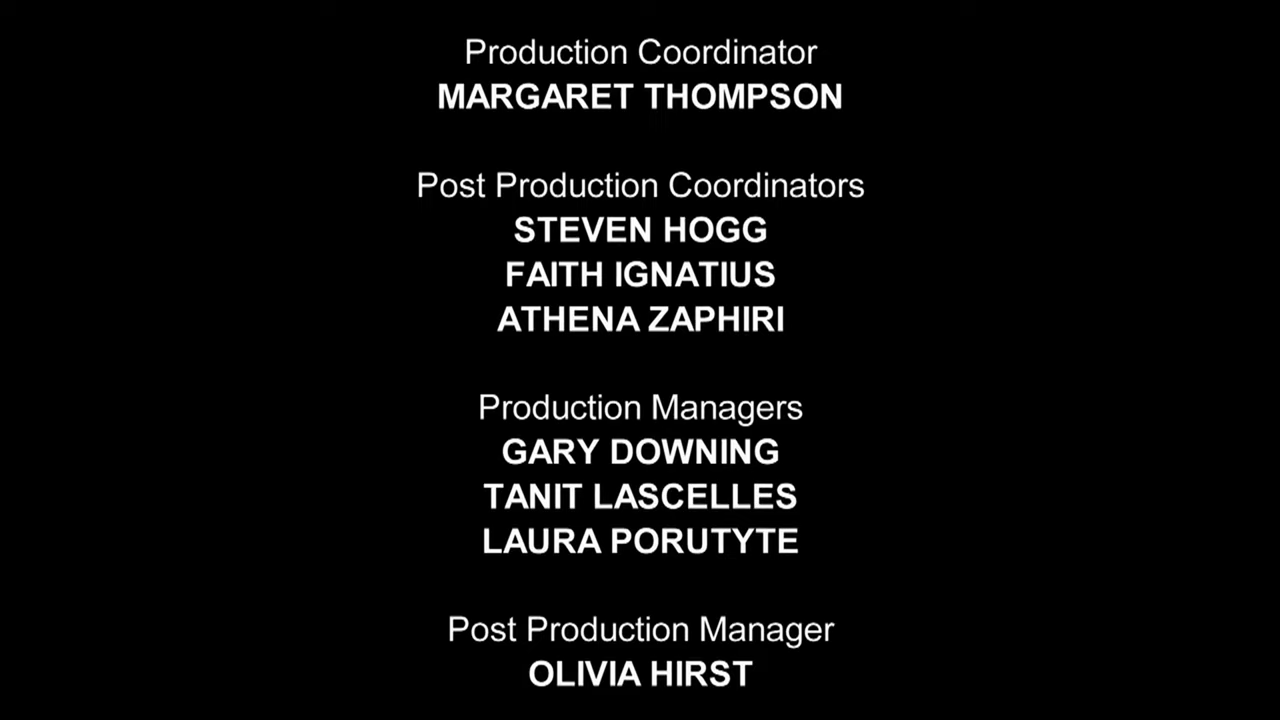 Production Coordinator
MARGARET THOMPSON
Post Production Coordinators
STEVEN HOGG
FAITH IGNATIUS
ATHENA ZAPHIRI
Production Managers
GARY DOWNING
TANIT LASCELLES
LAURA PORUTYTE
Post Production Manager
OLIVIA HIRST